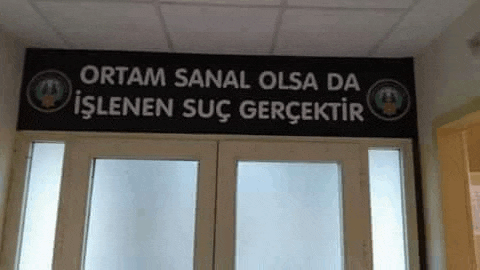 ORTAM SANAL OLSA DA
İŞLENEN SUÇ GERÇEKTİR